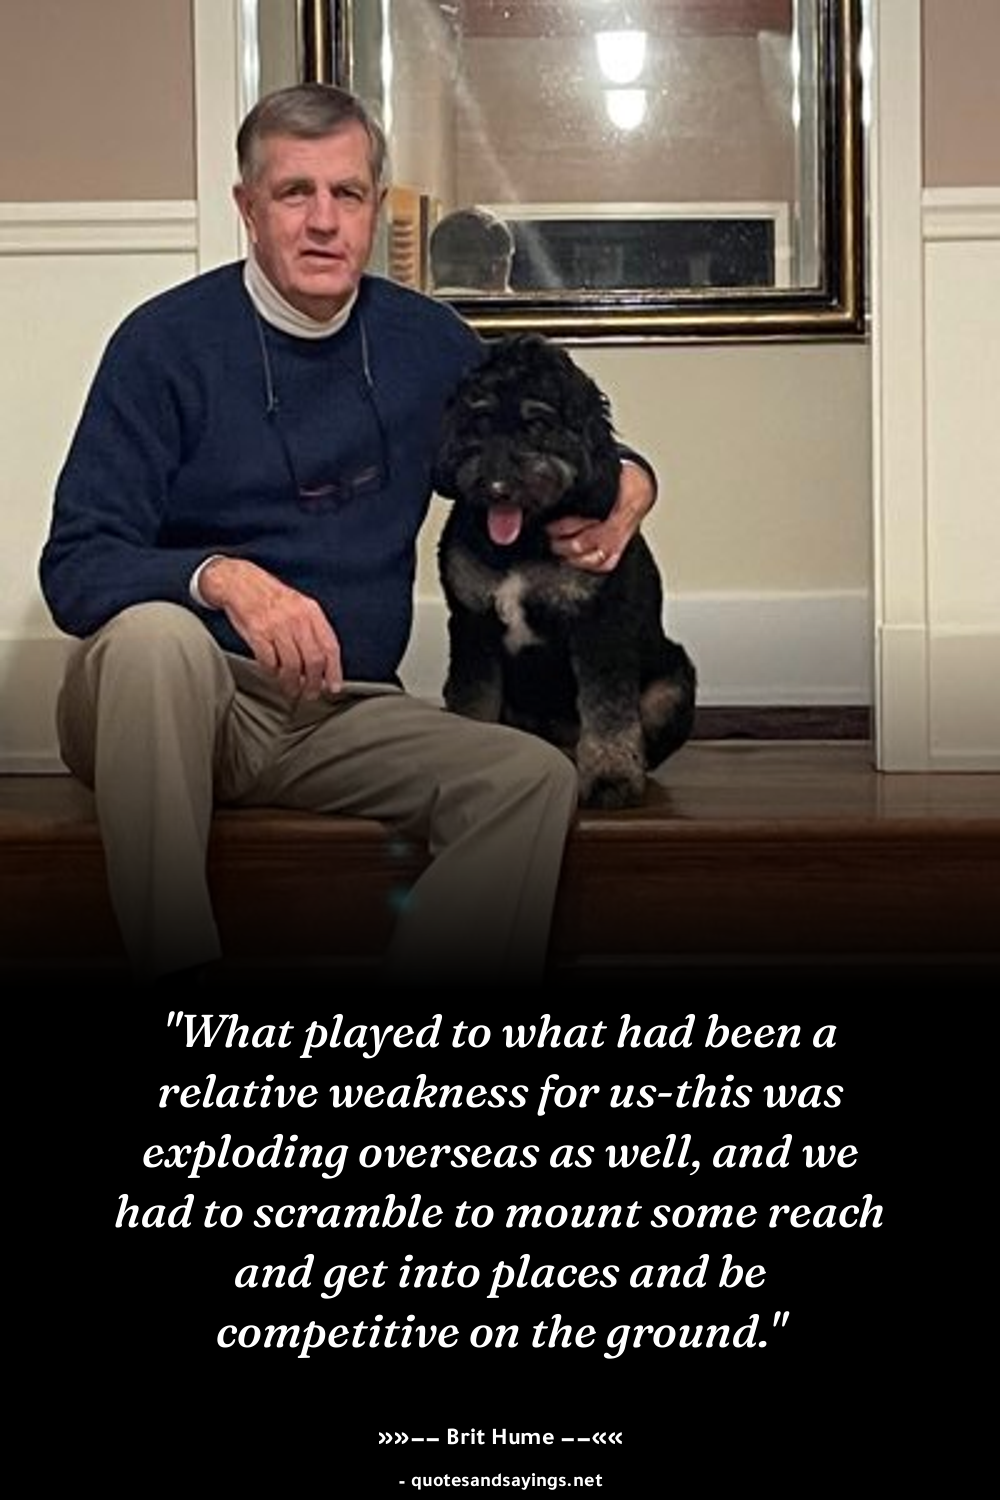 "What played to what had been a
relative weakness for us-this was
exploding overseas as well, and we
had to scramble to mount some reach
and get into places and be
competitive on the ground."
»»−− Brit Hume −−««
- quotesandsayings.net